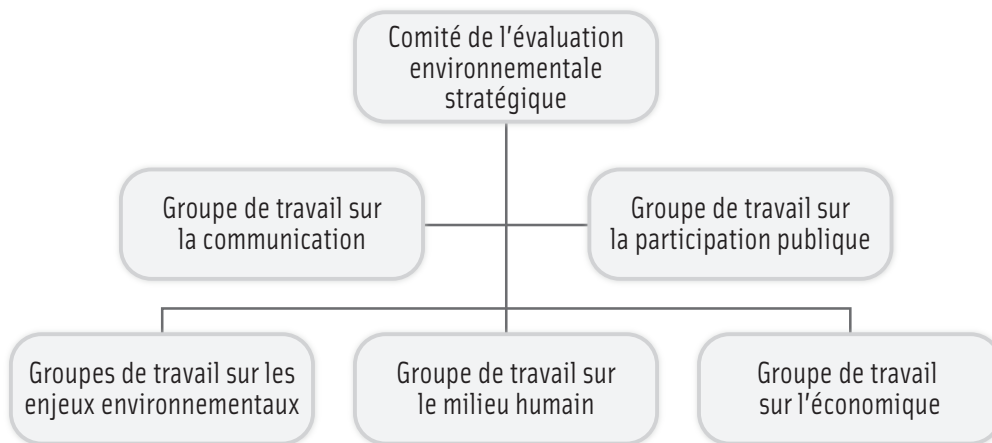 Comité de l'évaluation
environnementale
stratégique
Groupe de travail sur
la communication
Groupe de travail sur
la participation publique
Groupes de travail sur les
enjeux environnementaux
Groupe de travail sur
le milieu humain
Groupe de travail
sur l'économique